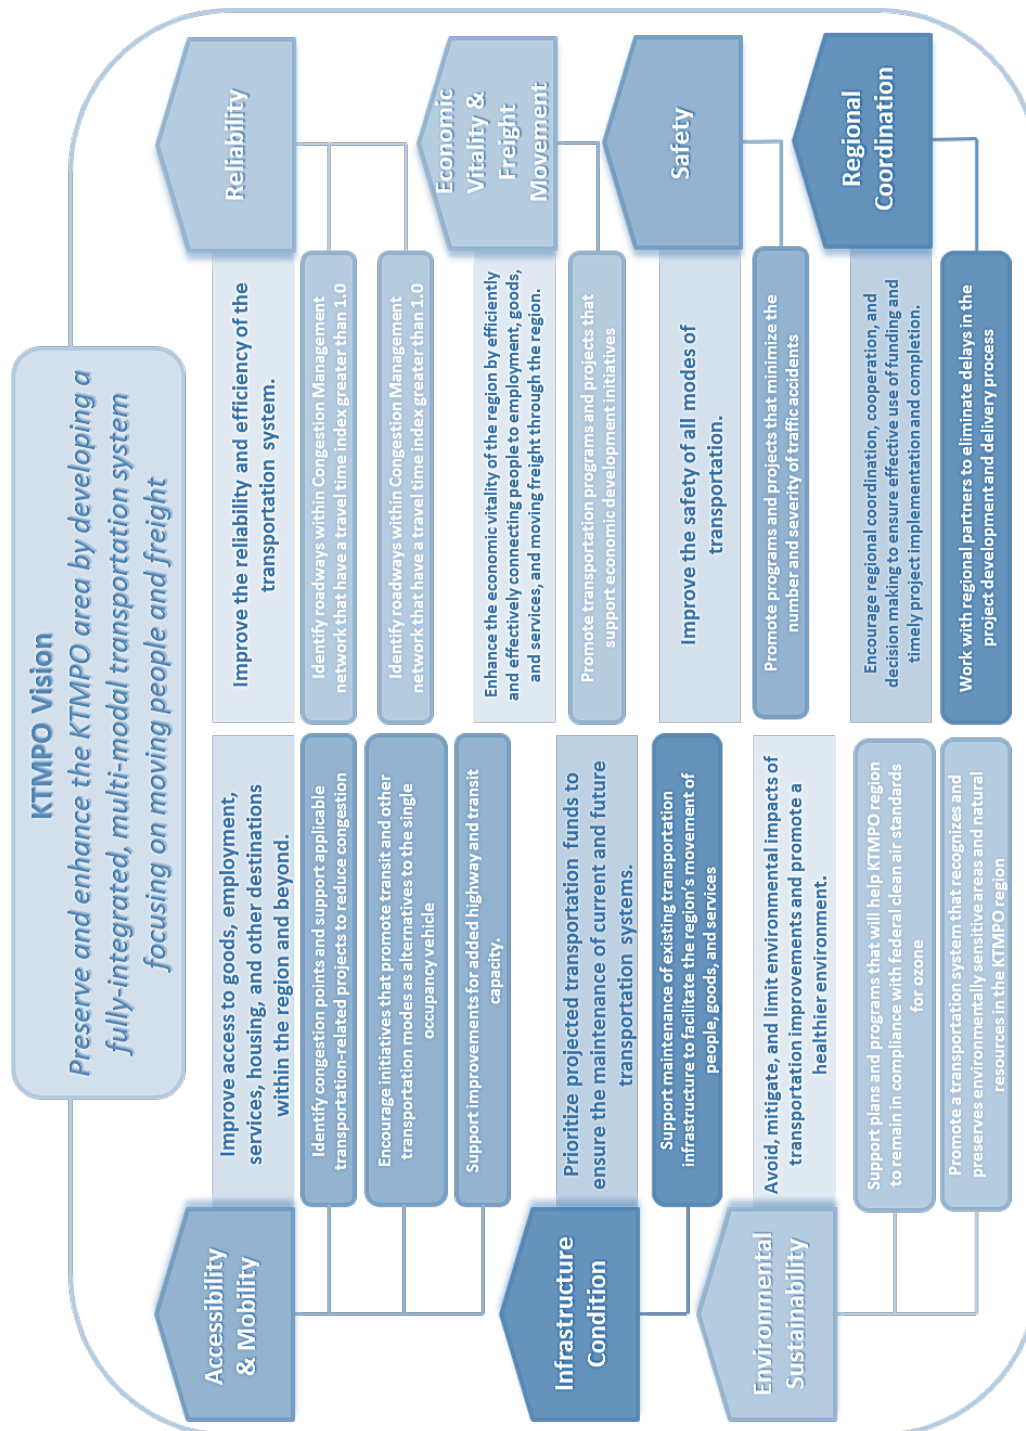 KTMPO Vision
Preserve and enhance the KTMPO area by developing a
fully-integrated, multi-modal transportation system
focusing on moving people and freight
Accessibility
& Mobility
Improve access to goods, employment,
services, housing, and other destinations
within the region and beyond.
Identify congestion points and support applicable
transportation-related projects to reduce congestion
Encourage initiatives that promote transit and other
transportation modes as alternatives to the single
occupancy vehicle
Support improvements for added highway and transit
capacity.
Infrastructure
Condition
Prioritize projected transportation funds to
ensure the maintenance of current and future
transportation systems.
Support maintenance of existing transportation
infrastructure to facilitate the region's movement of
people, goods, and services
Environmental
Sustainability
Avoid, mitigate, and limit environmental impacts of
transportation improvements and promote a
healthier environment.
Support plans and programs that will help KTMPO region
to remain in compliance with federal clean air standards
for ozone
Promote a transportation system that recognizes and
preserves environmentally sensitive areas and natural
resources in the KTMPO region
Reliability
Improve the reliability and efficiency of the
transportation system.
Identify roadways within Congestion Management
network that have a travel time index greater than 1.0
Identify roadways within Congestion Management
network that have a travel time index greater than 1.0
Economic
Vitality &
Freight
Movement
Enhance the economic vitality of the region by efficiently
and effectively connecting people to employment, goods,
and services, and moving freight through the region.
Promote transportation programs and projects that
support economic development initiatives
Safety
Improve the safety of all modes of
transportation.
Promote programs and projects that minimize the
number and severity of traffic accidents
Regional
Coordination
Encourage regional coordination, cooperation, and
decision making to ensure effective use of funding and
timely project implementation and completion.
Work with regional partners to eliminate delays in the
project development and delivery process